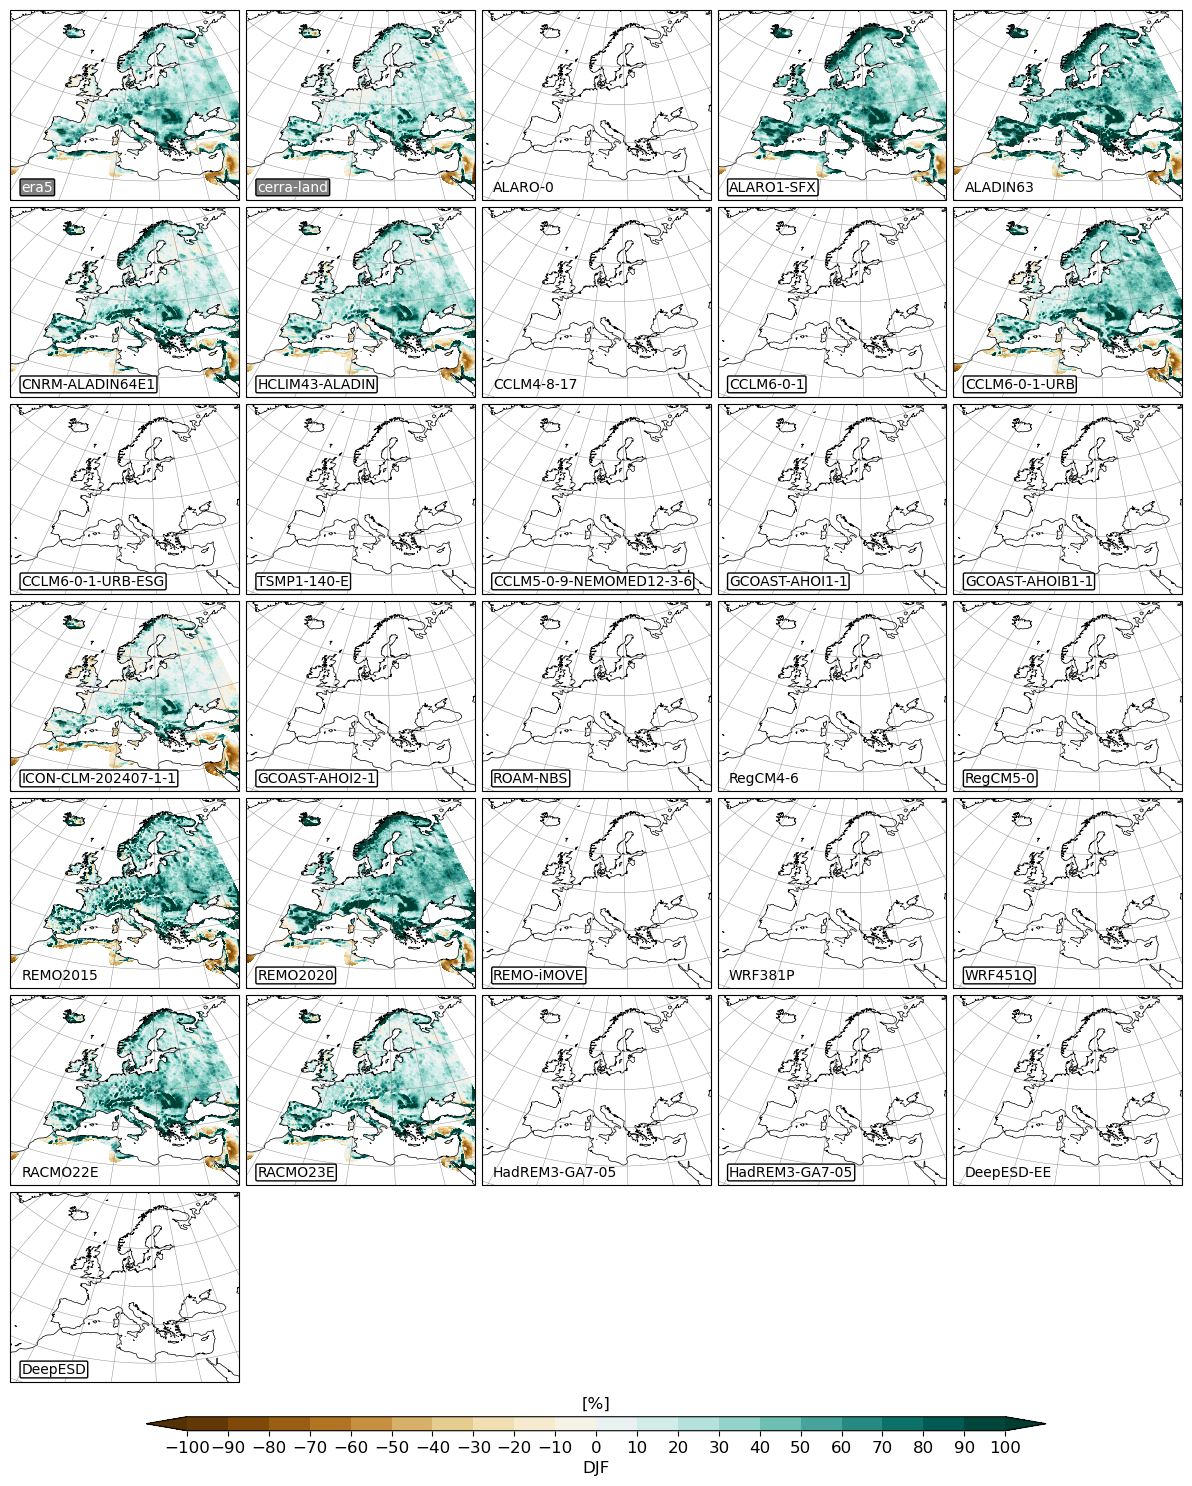 era5
cerra-land
ALARO-0
ALARO1-SFX
ALADIN63
CNRM-ALADIN64E1
HCLIM43-ALADIN
CCLM4-8-17
CCLM6-0-1
CCLM6-0-1-URB
CCLM6-0-1-URB-ESG
TSMP1-140-E
CCLM5-0-9-NEMOMED12-3-6
GCOAST-AHOI1-1
GCOAST-AHOIB1-1
ICON-CLM-202407-1-1
GCOAST-AHOI2-1
ROAM-NBS
RegCM4-6
RegCM5-0
REMO2015
REMO2020
REMO-iMOVE
WRF381P
WRF451Q
RACMO22E
RACMO23E
HadREM3-GA7-05
HadREM3-GA7-05
DeepESD-EE
DeepESD
[%]
−100 −90 −80 −70 −60 −50 −40 −30 −20 −10 0 10 20 30 40 50 60 70 80 90 100
DJF